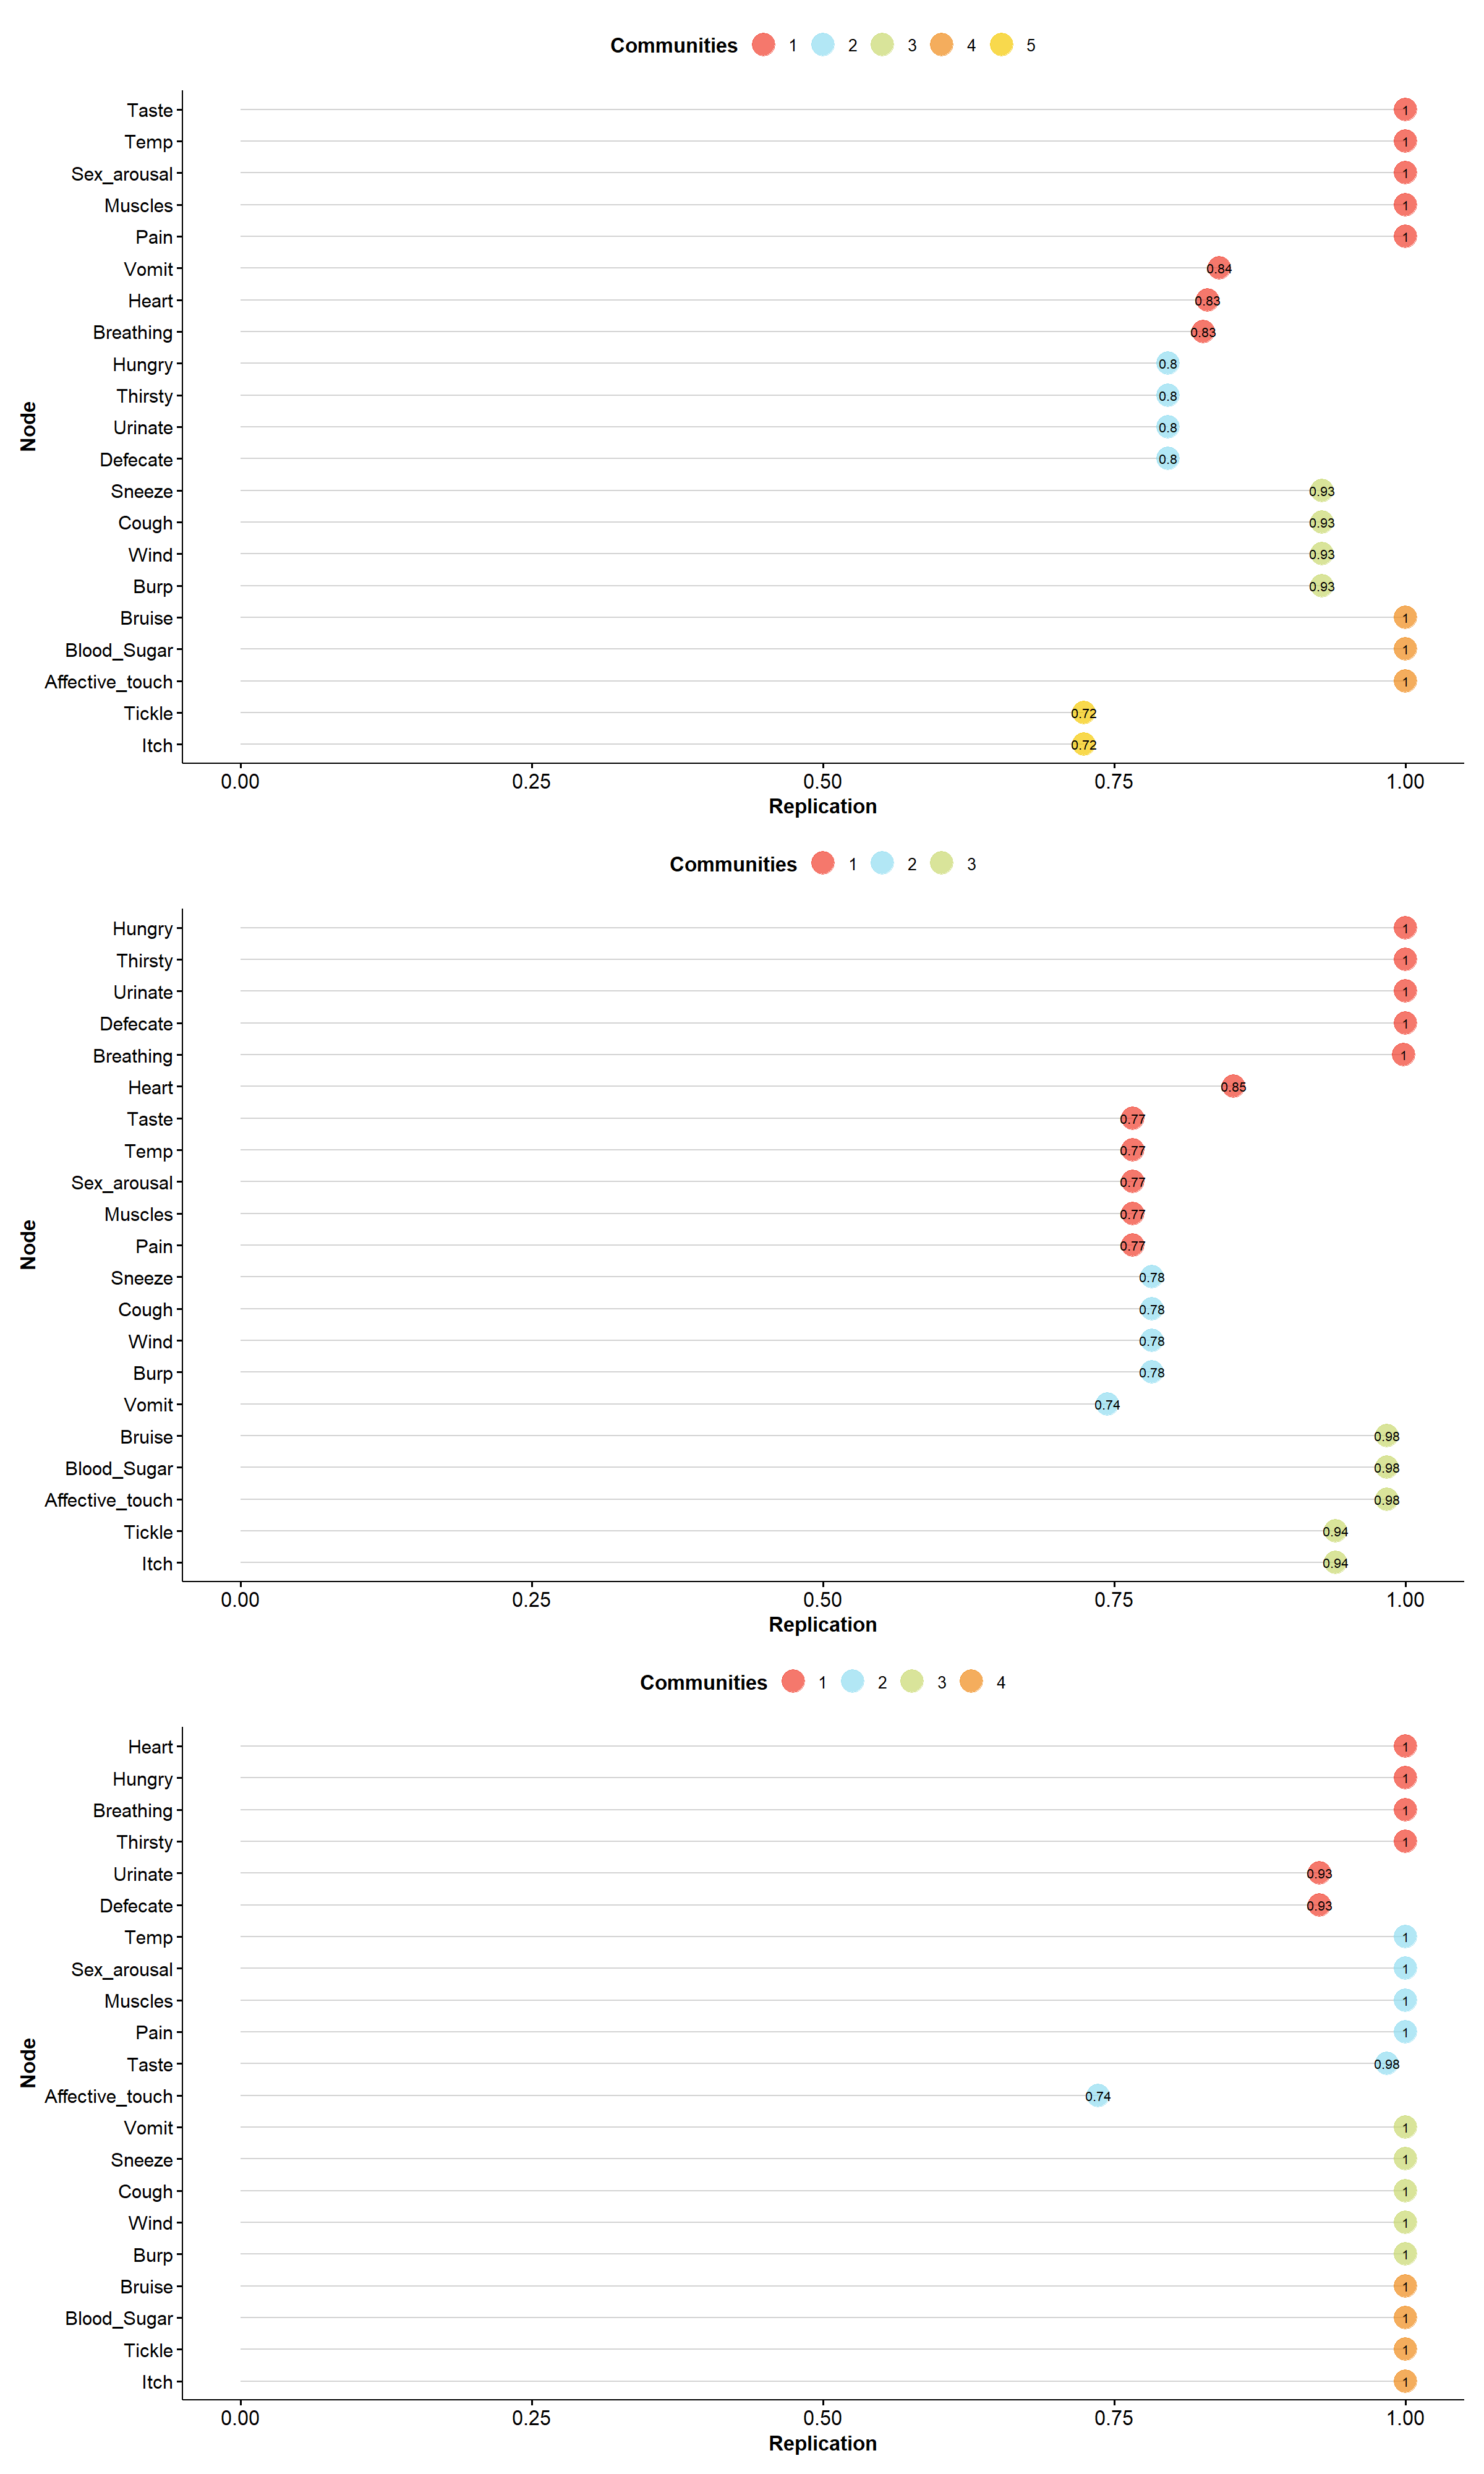 Communities 1 2 3 4 5
Taste 1
Temp 1
Sex_arousal 1
Muscles 1
Pain 1
Vomit 0.84
Heart 0.83
Breathing 0.83
Hungry 0.8
Thirsty 0.8
Urinate 0.8
Defecate 0.8
Sneeze 0.93
Cough 0.93
Wind 0.93
Burp 0.93
Bruise 1
Blood_Sugar 1
Affective_touch 1
Tickle 0.72
Itch 0.72
Node
0.00 0.25 0.50 0.75 1.00
Replication
Communities 1 2 3
Hungry 1
Thirsty 1
Urinate 1
Defecate 1
Breathing 1
Heart 0.85
Taste 0.77
Temp 0.77
Sex_arousal 0.77
Muscles 0.77
Pain 0.77
Sneeze 0.78
Cough 0.78
Wind 0.78
Burp 0.78
Vomit 0.74
Bruise 0.98
Blood_Sugar 0.98
Affective_touch 0.98
Tickle 0.94
Itch 0.94
Node
0.00 0.25 0.50 0.75 1.00
Replication
Communities 1 2 3 4
Heart 1
Hungry 1
Breathing 1
Thirsty 1
Urinate 0.93
Defecate 0.93
Temp 1
Sex_arousal 1
Muscles 1
Pain 1
Taste 0.98
Affective_touch 0.74
Vomit 1
Sneeze 1
Cough 1
Wind 1
Burp 1
Bruise 1
Blood_Sugar 1
Tickle 1
Itch 1
Node
0.00 0.25 0.50 0.75 1.00
Replication